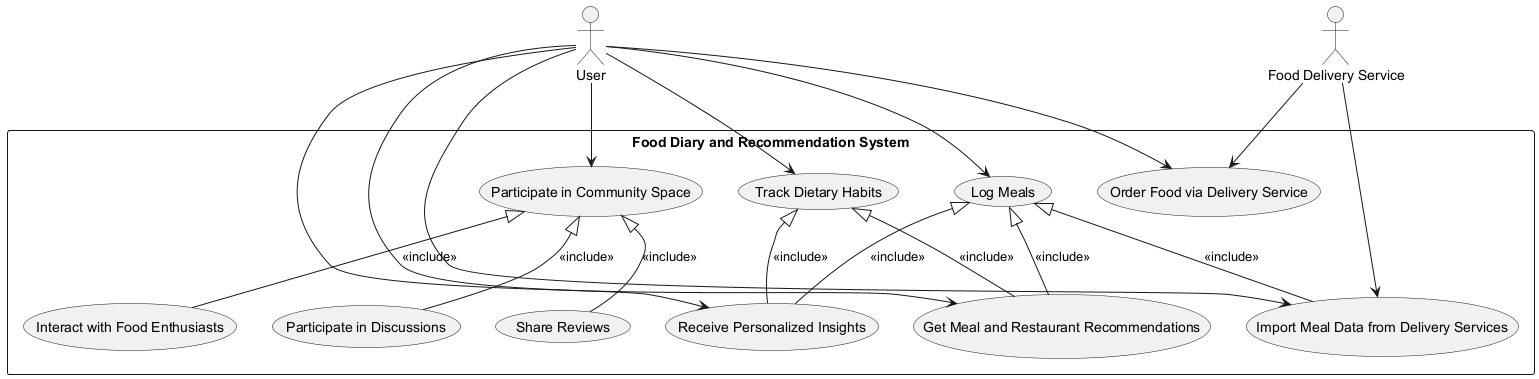 User
Food Delivery Service
Food Diary and Recommendation System
Participate in Community Space
Track Dietary Habits
Log Meals
Order Food via Delivery Service
«include»
«include»
«include»
«include»
«include»
«include»
«include»
«include»
Interact with Food Enthusiasts
Participate in Discussions
Share Reviews
Receive Personalized Insights
Get Meal and Restaurant Recommendations
Import Meal Data from Delivery Services